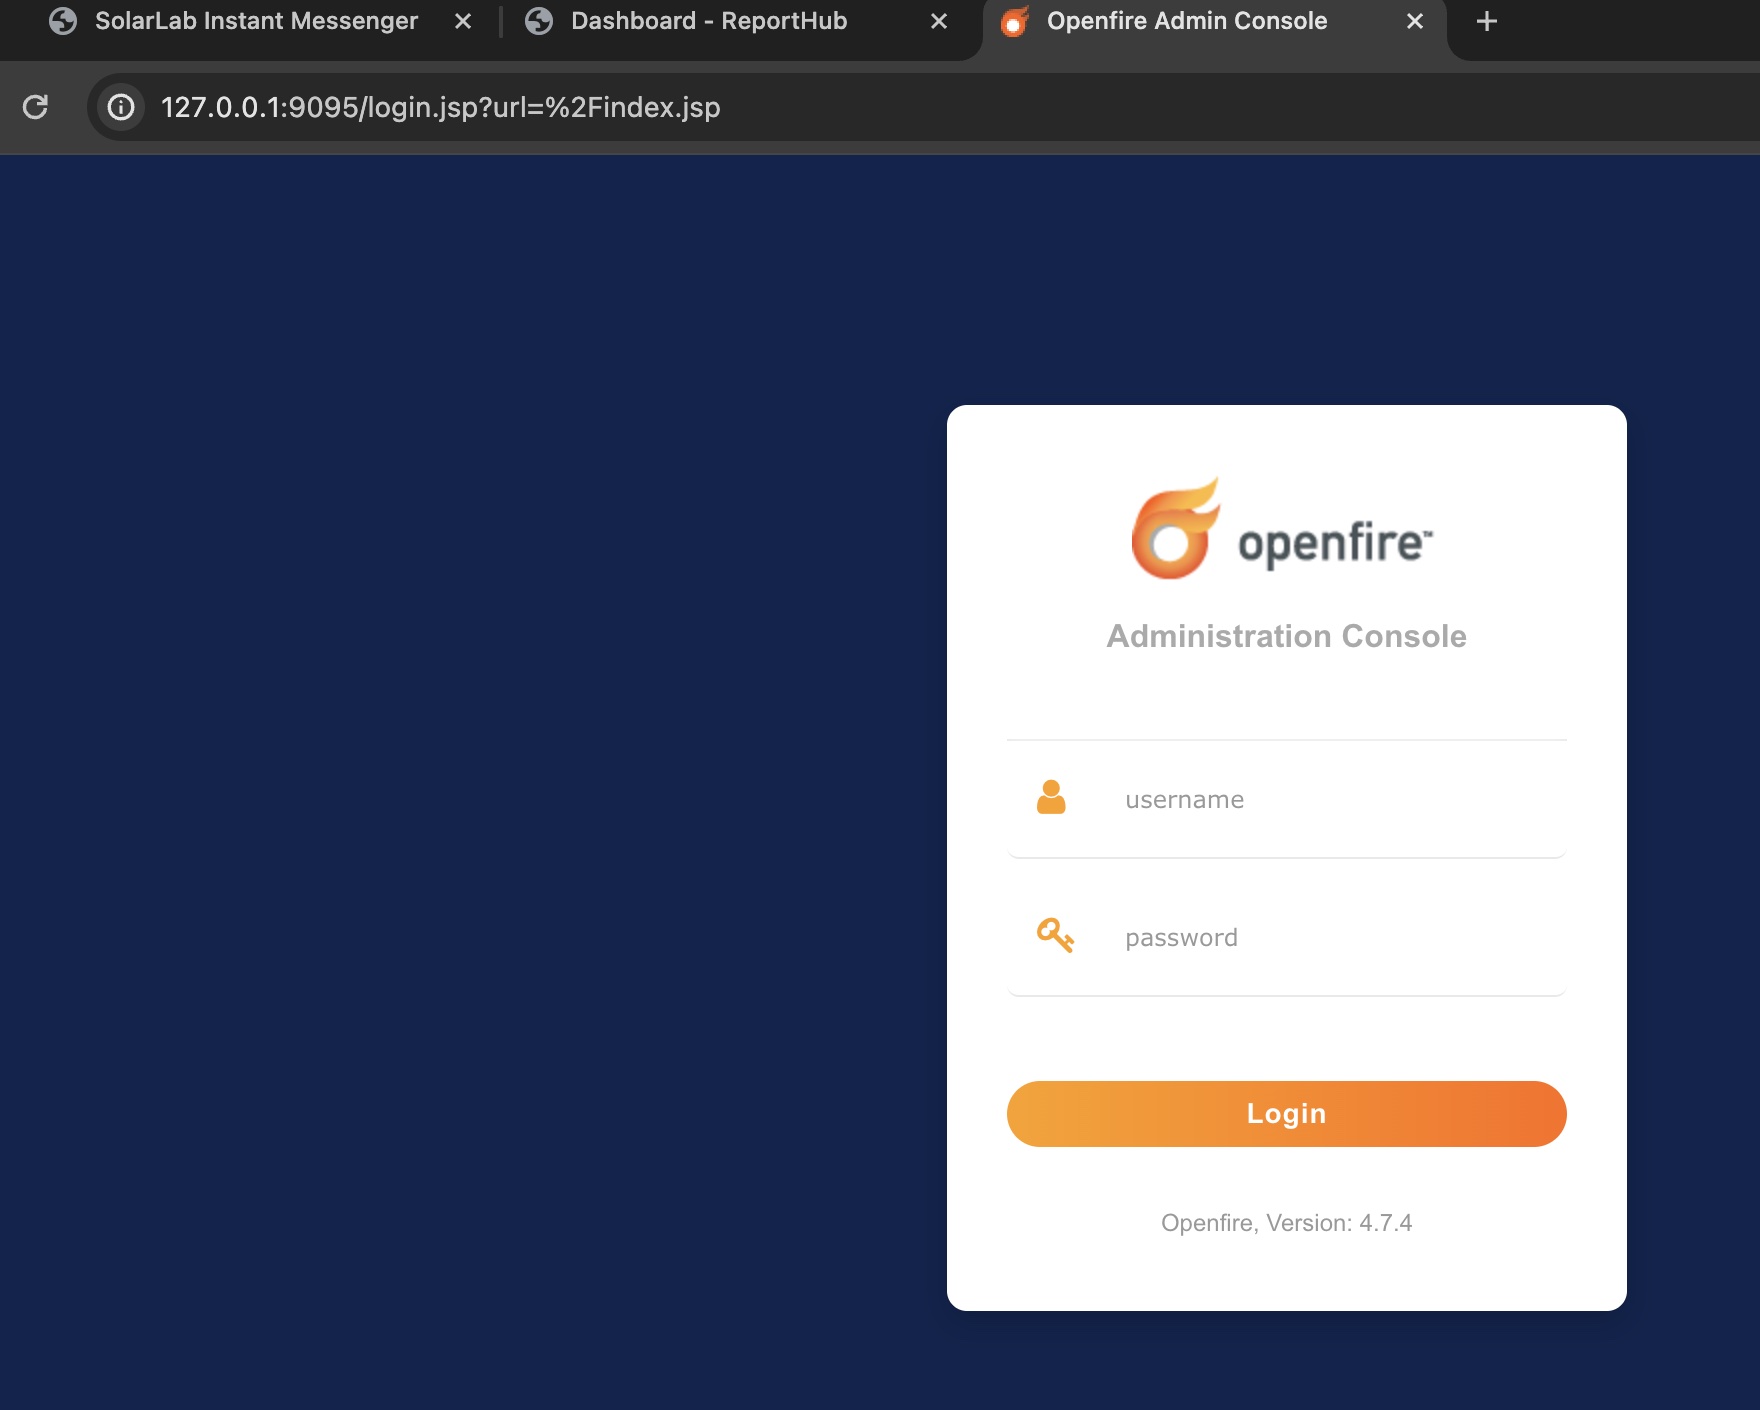 SolarLab Instant Messenger
Dashboard - ReportHub
Openfire Admin Console
127.0.0.1:9095/login.jsp?url=%2Findex.jsp
openfire™
Administration Console
username
password
Login
Openfire, Version: 4.7.4